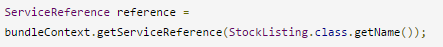 ServiceReference reference =
bundleContext.getServiceReference(StockListing.class.getName());